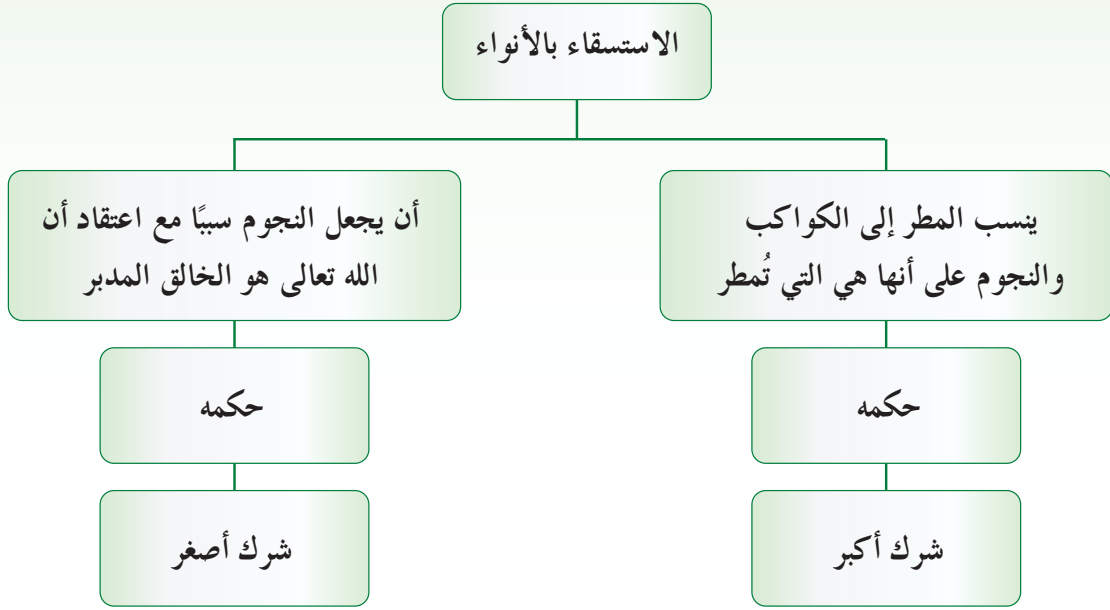 الاستسقاء بالأنواء
ينسب المطر إلى الكواكب
والنجوم على أنها هي التي تُمطر
حكمه
شرك أكبر
أن يجعل النجوم سببًا مع اعتقاد أن
الله تعالى هو الخالق المدبر
حكمه
شرك أصغر